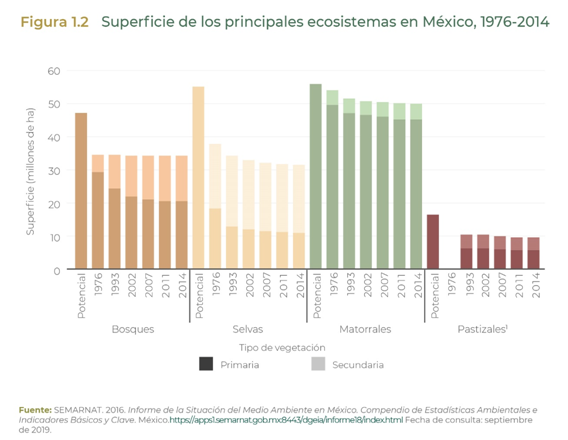 Figura 1.2 Superficie de los principales ecosistemas en México, 1976-2014
60
50
40
30
20
10
0
Superficie (millones de ha)
Potencial 1976 1993 2002 2007 2011 2014 Potencial 1976 1993 2002 2007 2011 2014 Potencial 1976 1993 2002 2007 2011 2014 Potencial 1976 1993 2002 2007 2011 2014
Bosques Selvas Matorrales Pastizales¹
Tipo de vegetación
Primaria Secundaria
Fuente: SEMARNAT. 2016. Informe de la Situación del Medio Ambiente en México. Compendio de Estadísticas Ambientales e
Indicadores Básicos y Clave. México.https://apps1.semarnat.gob.mx:8443/dgeia/informe18/index.html Fecha de consulta: septiembre
de 2019.